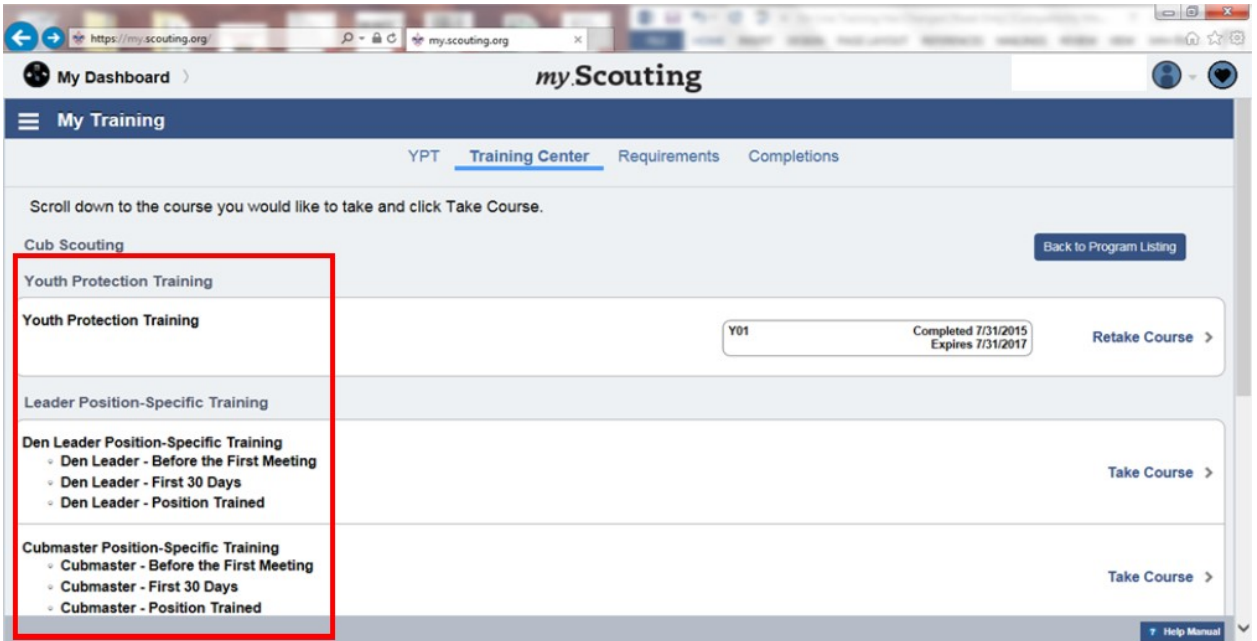 https://my.scouting.org/
my.scouting.org
My Dashboard
my.Scouting
My Training
YPT Training Center Requirements Completions
Scroll down to the course you would like to take and click Take Course.
Cub Scouting
Back to Program Listing
Youth Protection Training
Youth Protection Training
Y01 Completed 7/31/2015
Expires 7/31/2017
Retake Course
Leader Position-Specific Training
Den Leader Position-Specific Training
Den Leader - Before the First Meeting
Den Leader - First 30 Days
Den Leader - Position Trained
Take Course
Cubmaster Position-Specific Training
Cubmaster - Before the First Meeting
Cubmaster - First 30 Days
Cubmaster - Position Trained
Take Course
? Help Manual